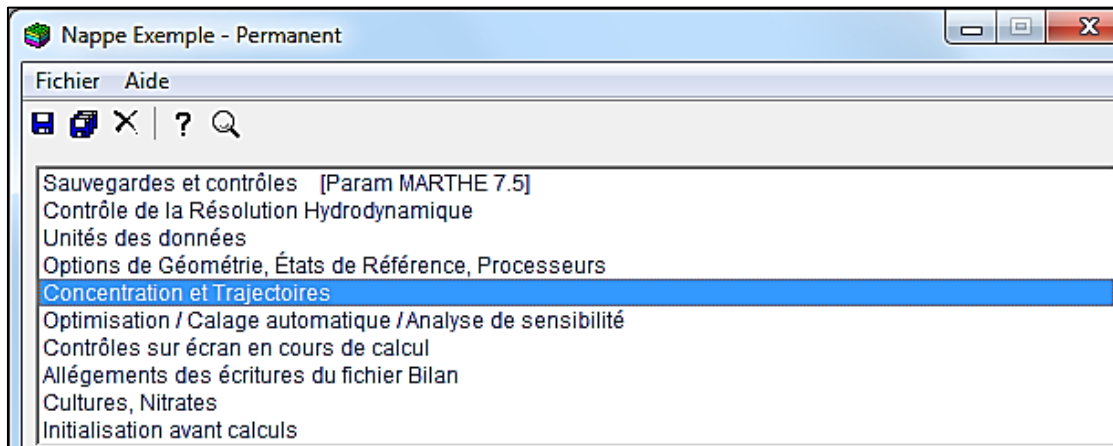 Nappe Exemple - Permanent
Fichier Aide
?
Sauvegardes et contrôles [Param MARTHE 7.5]
Contrôle de la Résolution Hydrodynamique
Unités des données
Options de Géométrie, États de Référence, Processeurs
Concentration et Trajectoires
Optimisation / Calage automatique / Analyse de sensibilité
Contrôles sur écran en cours de calcul
Allégements des écritures du fichier Bilan
Cultures, Nitrates
Initialisation avant calculs